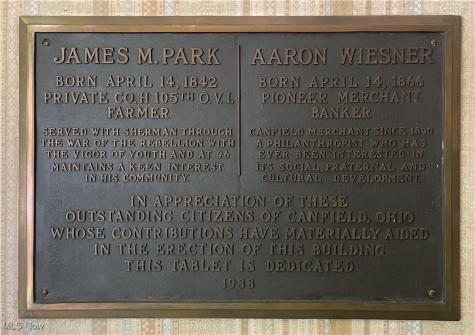 JAMES M. PARK
BORN APRIL 14, 1842
PRIVATE CO. H 105TH O.V.I.
FARMER
SERVED WITH SHERMAN THROUGH
THE WAR OF THE REBELLION WITH
THE VIGOR OF YOUTH AND AT 96
MAINTAINS A KEEN INTEREST
IN HIS COMMUNITY.
AARON WIESNER
BORN APRIL 14, 1866
PIONEER MERCHANT
BANKER
CANFIELD MERCHANT SINCE 1890
A PHILANTHROPIST WHO HAS
EVER BEEN INTERESTED IN
ITS SOCIAL, FRATERNAL AND
CULTURAL DEVELOPMENT.
IN APPRECIATION OF THESE
OUTSTANDING CITIZENS OF CANFIELD, OHIO
WHOSE CONTRIBUTIONS HAVE MATERIALLY AIDED
IN THE ERECTION OF THIS BUILDING
THIS TABLET IS DEDICATED
1938
MLS Now